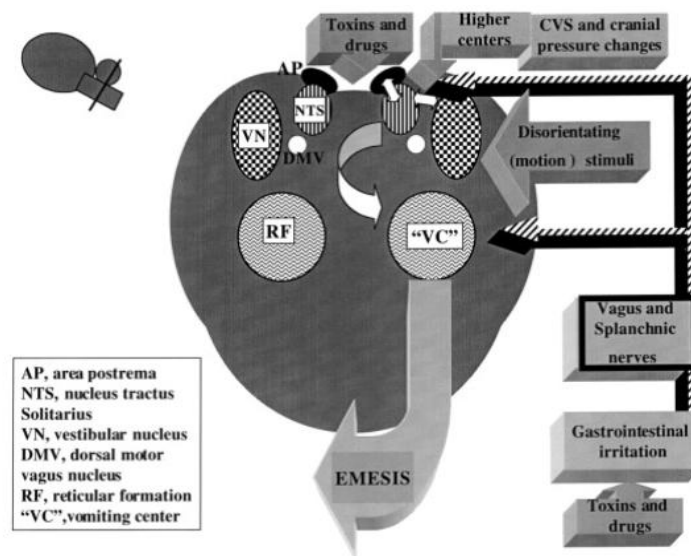 Toxins and
drugs
Higher
centers
CVS and cranial
pressure changes
AP
NTS
VN
DMV
Disorientating
(motion ) stimuli
RF
“VC”
Vagus and
Splanchnic
nerves
AP, area postrema
NTS, nucleus tractus
Solitarius
VN, vestibular nucleus
DMV, dorsal motor
vagus nucleus
RF, reticular formation
“VC”,vomiting center
EMESIS
Gastrointestinal
irritation
Toxins and
drugs